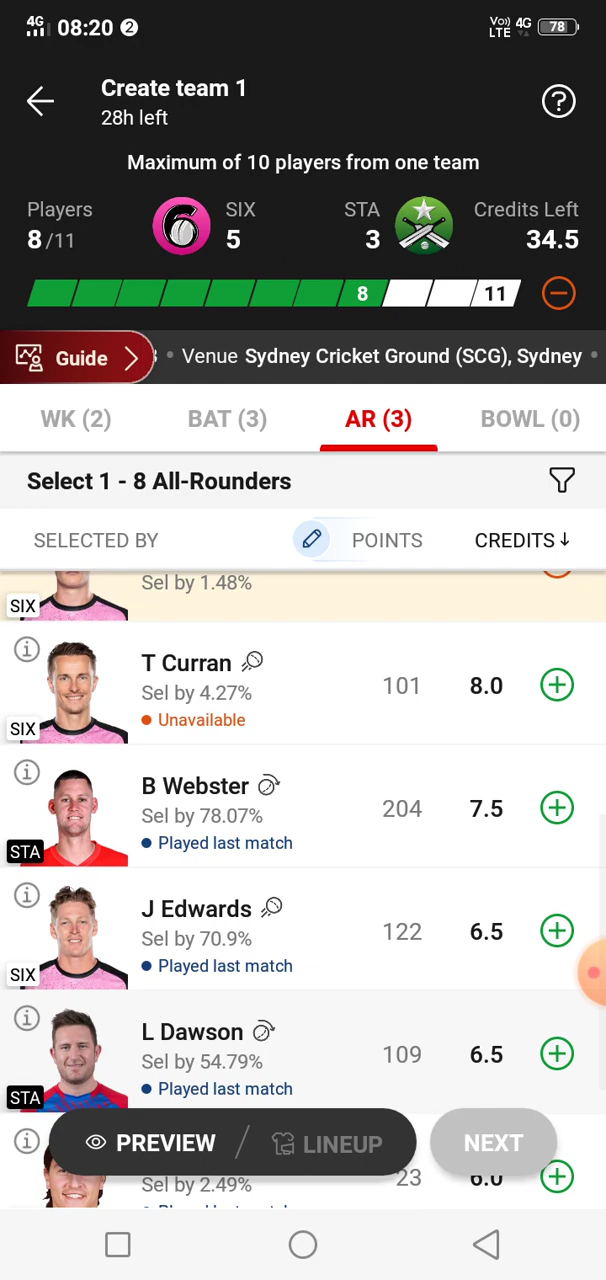 4G 08:20 2 Vo)) LTE 4G 78
Create team 1
28h left
Maximum of 10 players from one team
Players SIX STA Credits Left
8/11 5 3 34.5
8 11
Guide • Venue Sydney Cricket Ground (SCG), Sydney •
WK (2) BAT (3) AR (3) BOWL (0)
Select 1 - 8 All-Rounders
SELECTED BY POINTS CREDITS ↓
Sel by 1.48%
SIX
T Curran
Sel by 4.27% 101 8.0
Unavailable
SIX
B Webster
Sel by 78.07% 204 7.5
Played last match
STA
J Edwards
Sel by 70.9% 122 6.5
Played last match
SIX
L Dawson
Sel by 54.79% 109 6.5
Played last match
STA
PREVIEW / LINEUP NEXT
Sel by 2.49% 23 6.0